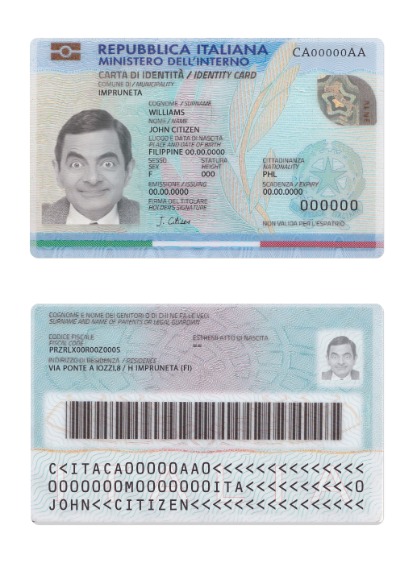 REPUBBLICA ITALIANA
CA00000AA
MINISTERO DELL'INTERNO
CARTA DI IDENTITÀ / IDENTITY CARD
COMUNE DI / MUNICIPALITY
IMPRUNETA
COGNOME / SURNAME
WILLIAMS
NOME / NAME
JOHN CITIZEN
LUOGO E DATA DI NASCITA
PLACE AND DATE OF BIRTH
FILIPPINE 00.00.0000
SESSO STATURA CITTADINANZA
SEX HEIGHT NATIONALITY
F 000 PHL
EMISSIONE / ISSUING SCADENZA / EXPIRY
00.00.0000 00.00.0000
FIRMA DEL TITOLARE
HOLDER'S SIGNATURE
000000
J. Citizen
NON VALIDA PER L'ESPATRIO
COGNOME E NOME DEI GENITORI O DI CHI NE FA LE VECI
SURNAME AND NAME OF PARENTS OR LEGAL GUARDIAN
CODICE FISCALE ESTREMI ATTO DI NASCITA
FISCAL CODE
PRZRLX00R00Z000S
INDIRIZZO DI RESIDENZA / RESIDENCE
VIA PONTE A IOZZL8 / H IMPRUNETA (FI)
C<ITACA00000AA0<<<<<<<<<<<<<<<
0000000M0000000ITA<<<<<<<<<<<0
JOHN<<CITIZEN<<<<<<<<<<<<<<<<<